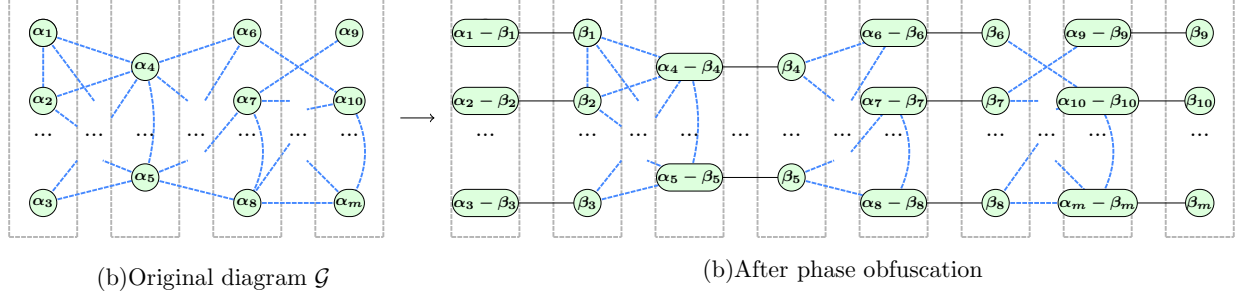 α₁ α₆ α₉ α₁ − β₁ β₁ α₆ − β₆ β₆ α₉ − β₉ β₉
α₄ α₄ − β₄ β₄
α₂ α₇ α₁₀ α₂ − β₂ β₂ α₇ − β₇ β₇ α₁₀ − β₁₀ β₁₀
... ... ... ... ... ... ... ... ... ... ... ... ... ... ... ...
α₅ α₅ − β₅ β₅
α₃ α₈ αₘ α₃ − β₃ β₃ α₈ − β₈ β₈ αₘ − βₘ βₘ
(b)Original diagram 𝒢
(b)After phase obfuscation